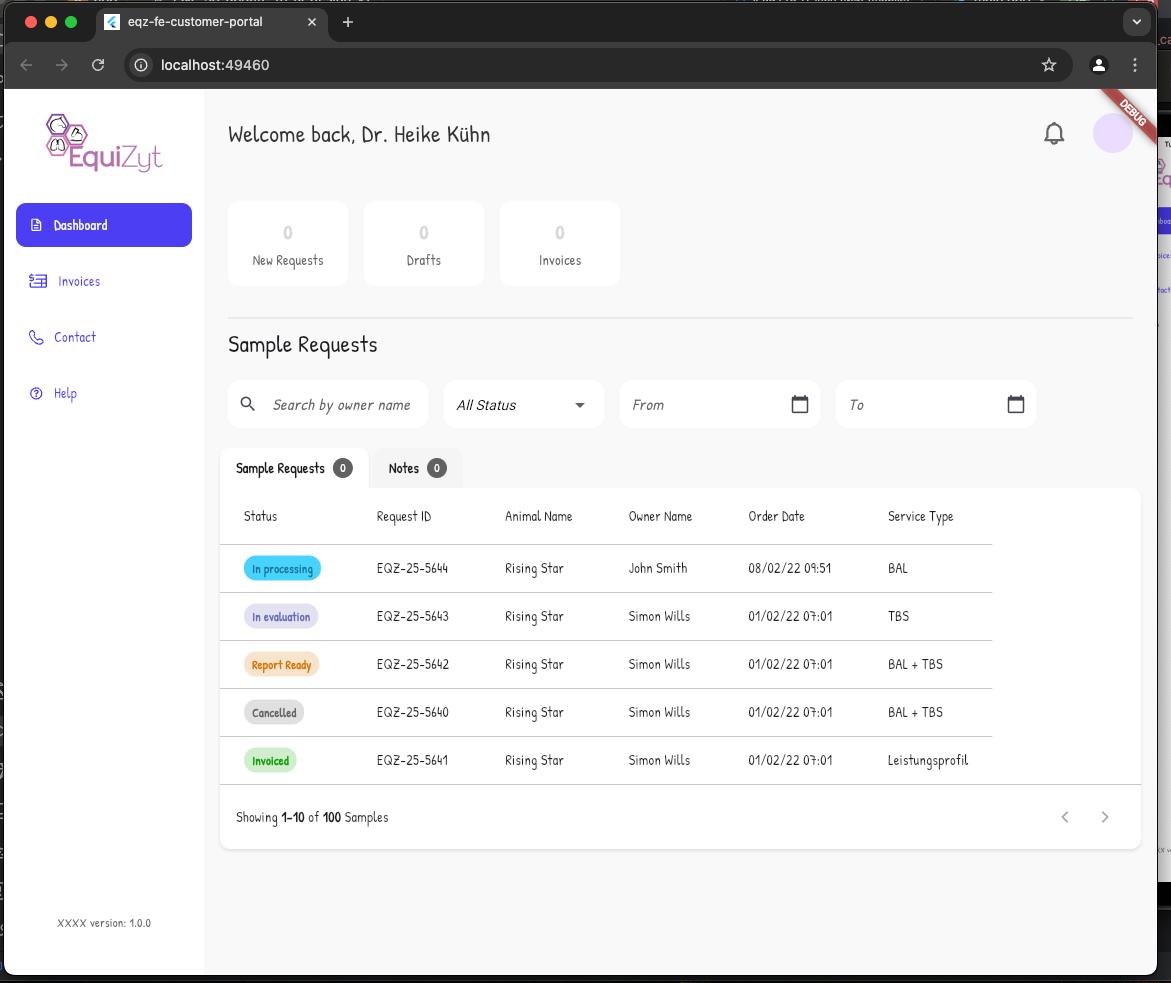 eqz-fe-customer-portal
localhost:49460
DEBUG
EquiZyt
Welcome back, Dr. Heike Kühn
Dashboard
Invoices
Contact
Help
0
New Requests
0
Drafts
0
Invoices
Sample Requests
Search by owner name
All Status
From
To
Sample Requests 0
Notes 0
Status Request ID Animal Name Owner Name Order Date Service Type
In processing EQZ-25-5644 Rising Star John Smith 08/02/22 09:51 BAL
In evaluation EQZ-25-5643 Rising Star Simon Wills 01/02/22 07:01 TBS
Report Ready EQZ-25-5642 Rising Star Simon Wills 01/02/22 07:01 BAL + TBS
Cancelled EQZ-25-5640 Rising Star Simon Wills 01/02/22 07:01 BAL + TBS
Invoiced EQZ-25-5641 Rising Star Simon Wills 01/02/22 07:01 Leistungsprofil
Showing 1-10 of 100 Samples
XXXX version: 1.0.0